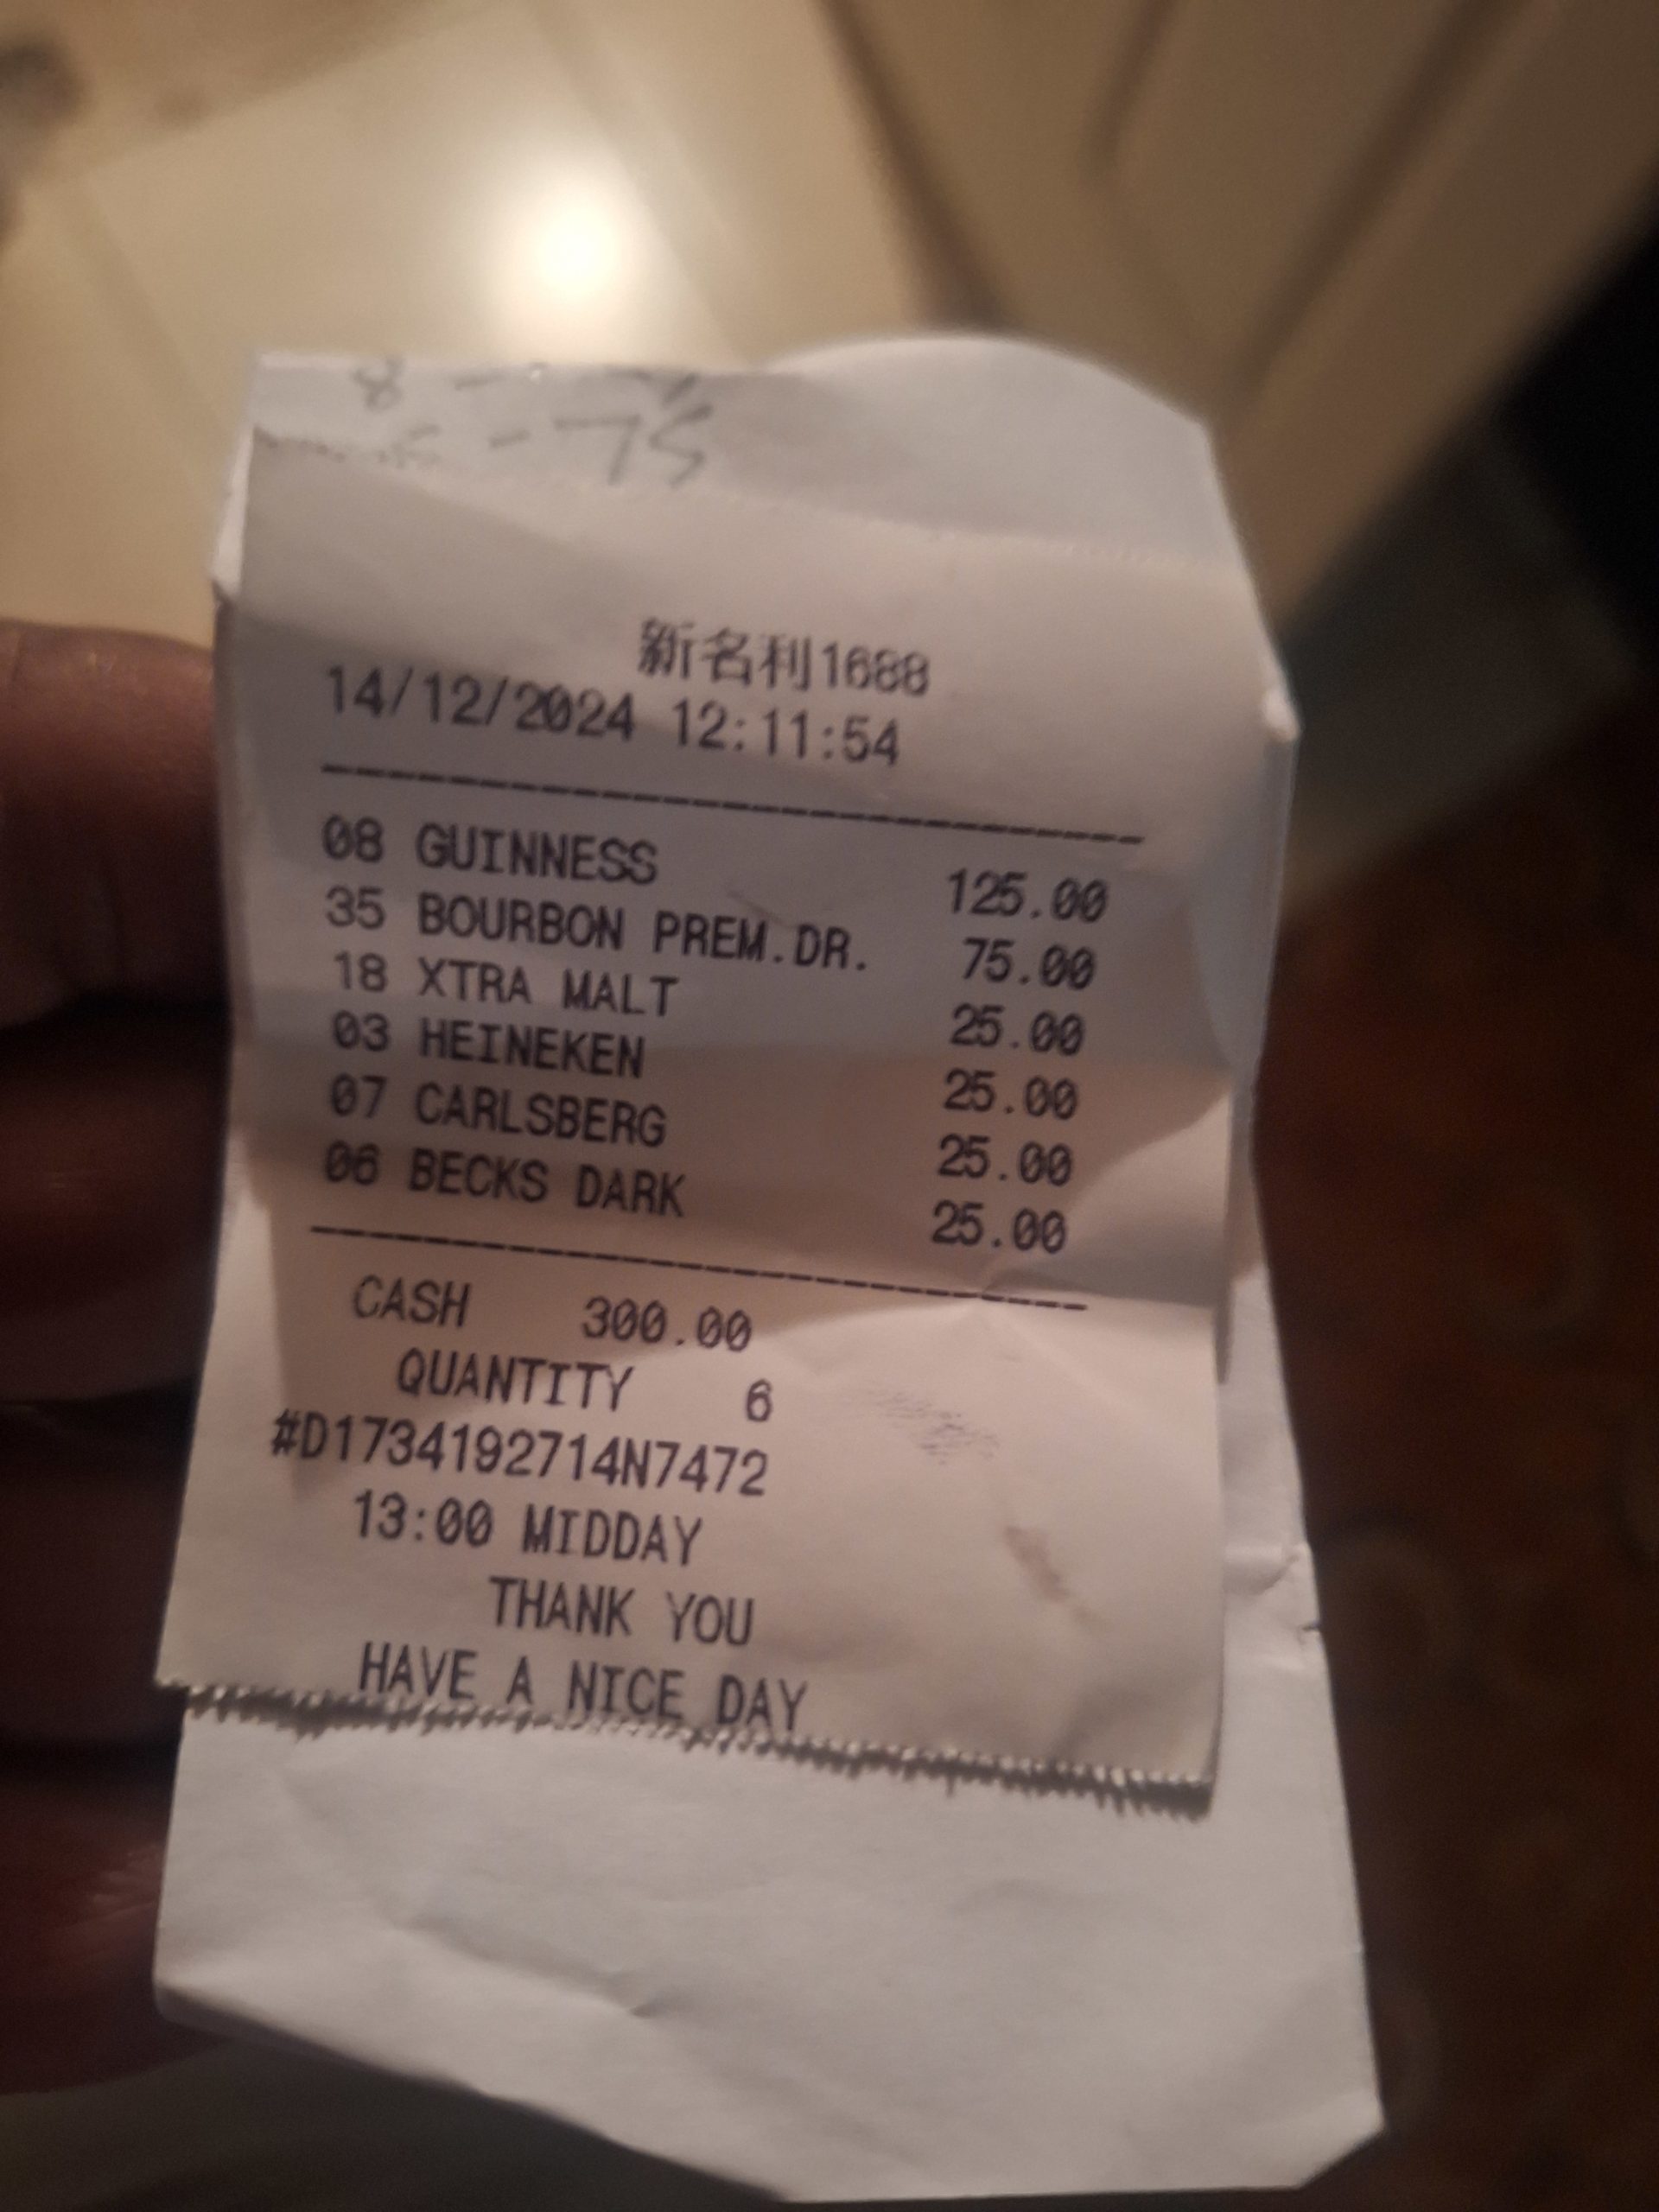 8 -
- 75
新名利1688
14/12/2024 12:11:54
08 GUINNESS 125.00
35 BOURBON PREM.DR. 75.00
18 XTRA MALT 25.00
03 HEINEKEN 25.00
07 CARLSBERG 25.00
06 BECKS DARK 25.00
CASH 300.00
QUANTITY 6
#D1734192714N7472
13:00 MIDDAY
THANK YOU
HAVE A NICE DAY